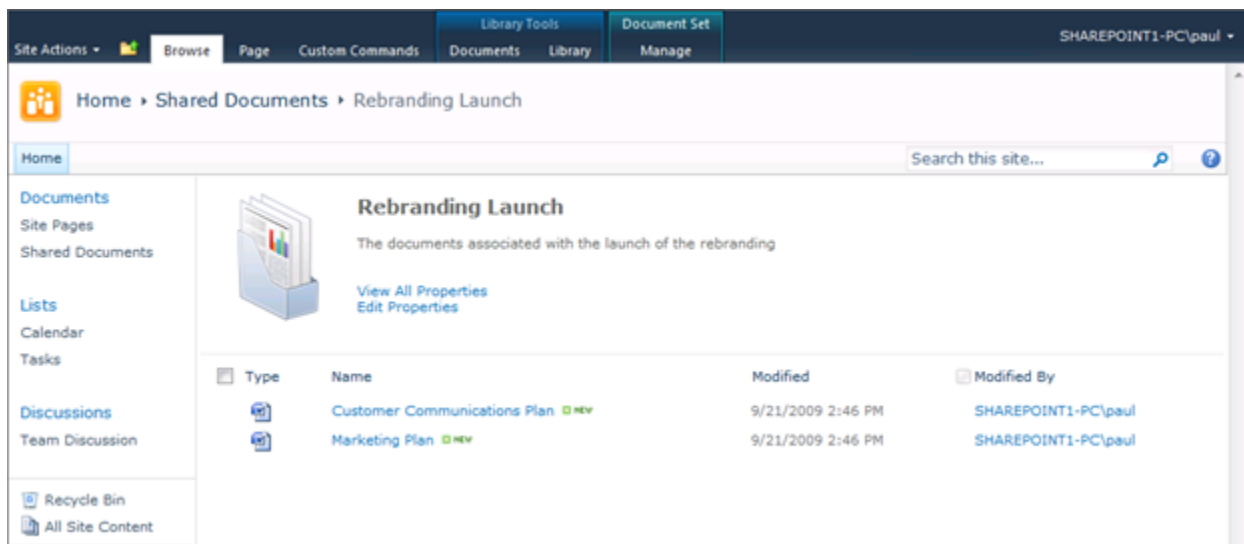 Library Tools Document Set
Site Actions Browse Page Custom Commands Documents Library Manage SHAREPOINT1-PC\paul
Home Shared Documents Rebranding Launch
Home Search this site...
Documents
Site Pages
Shared Documents
Lists
Calendar
Tasks
Discussions
Team Discussion
Recycle Bin
All Site Content
Rebranding Launch
The documents associated with the launch of the rebranding
View All Properties
Edit Properties
Type Name Modified Modified By
Customer Communications Plan NEW 9/21/2009 2:46 PM SHAREPOINT1-PC\paul
Marketing Plan NEW 9/21/2009 2:46 PM SHAREPOINT1-PC\paul